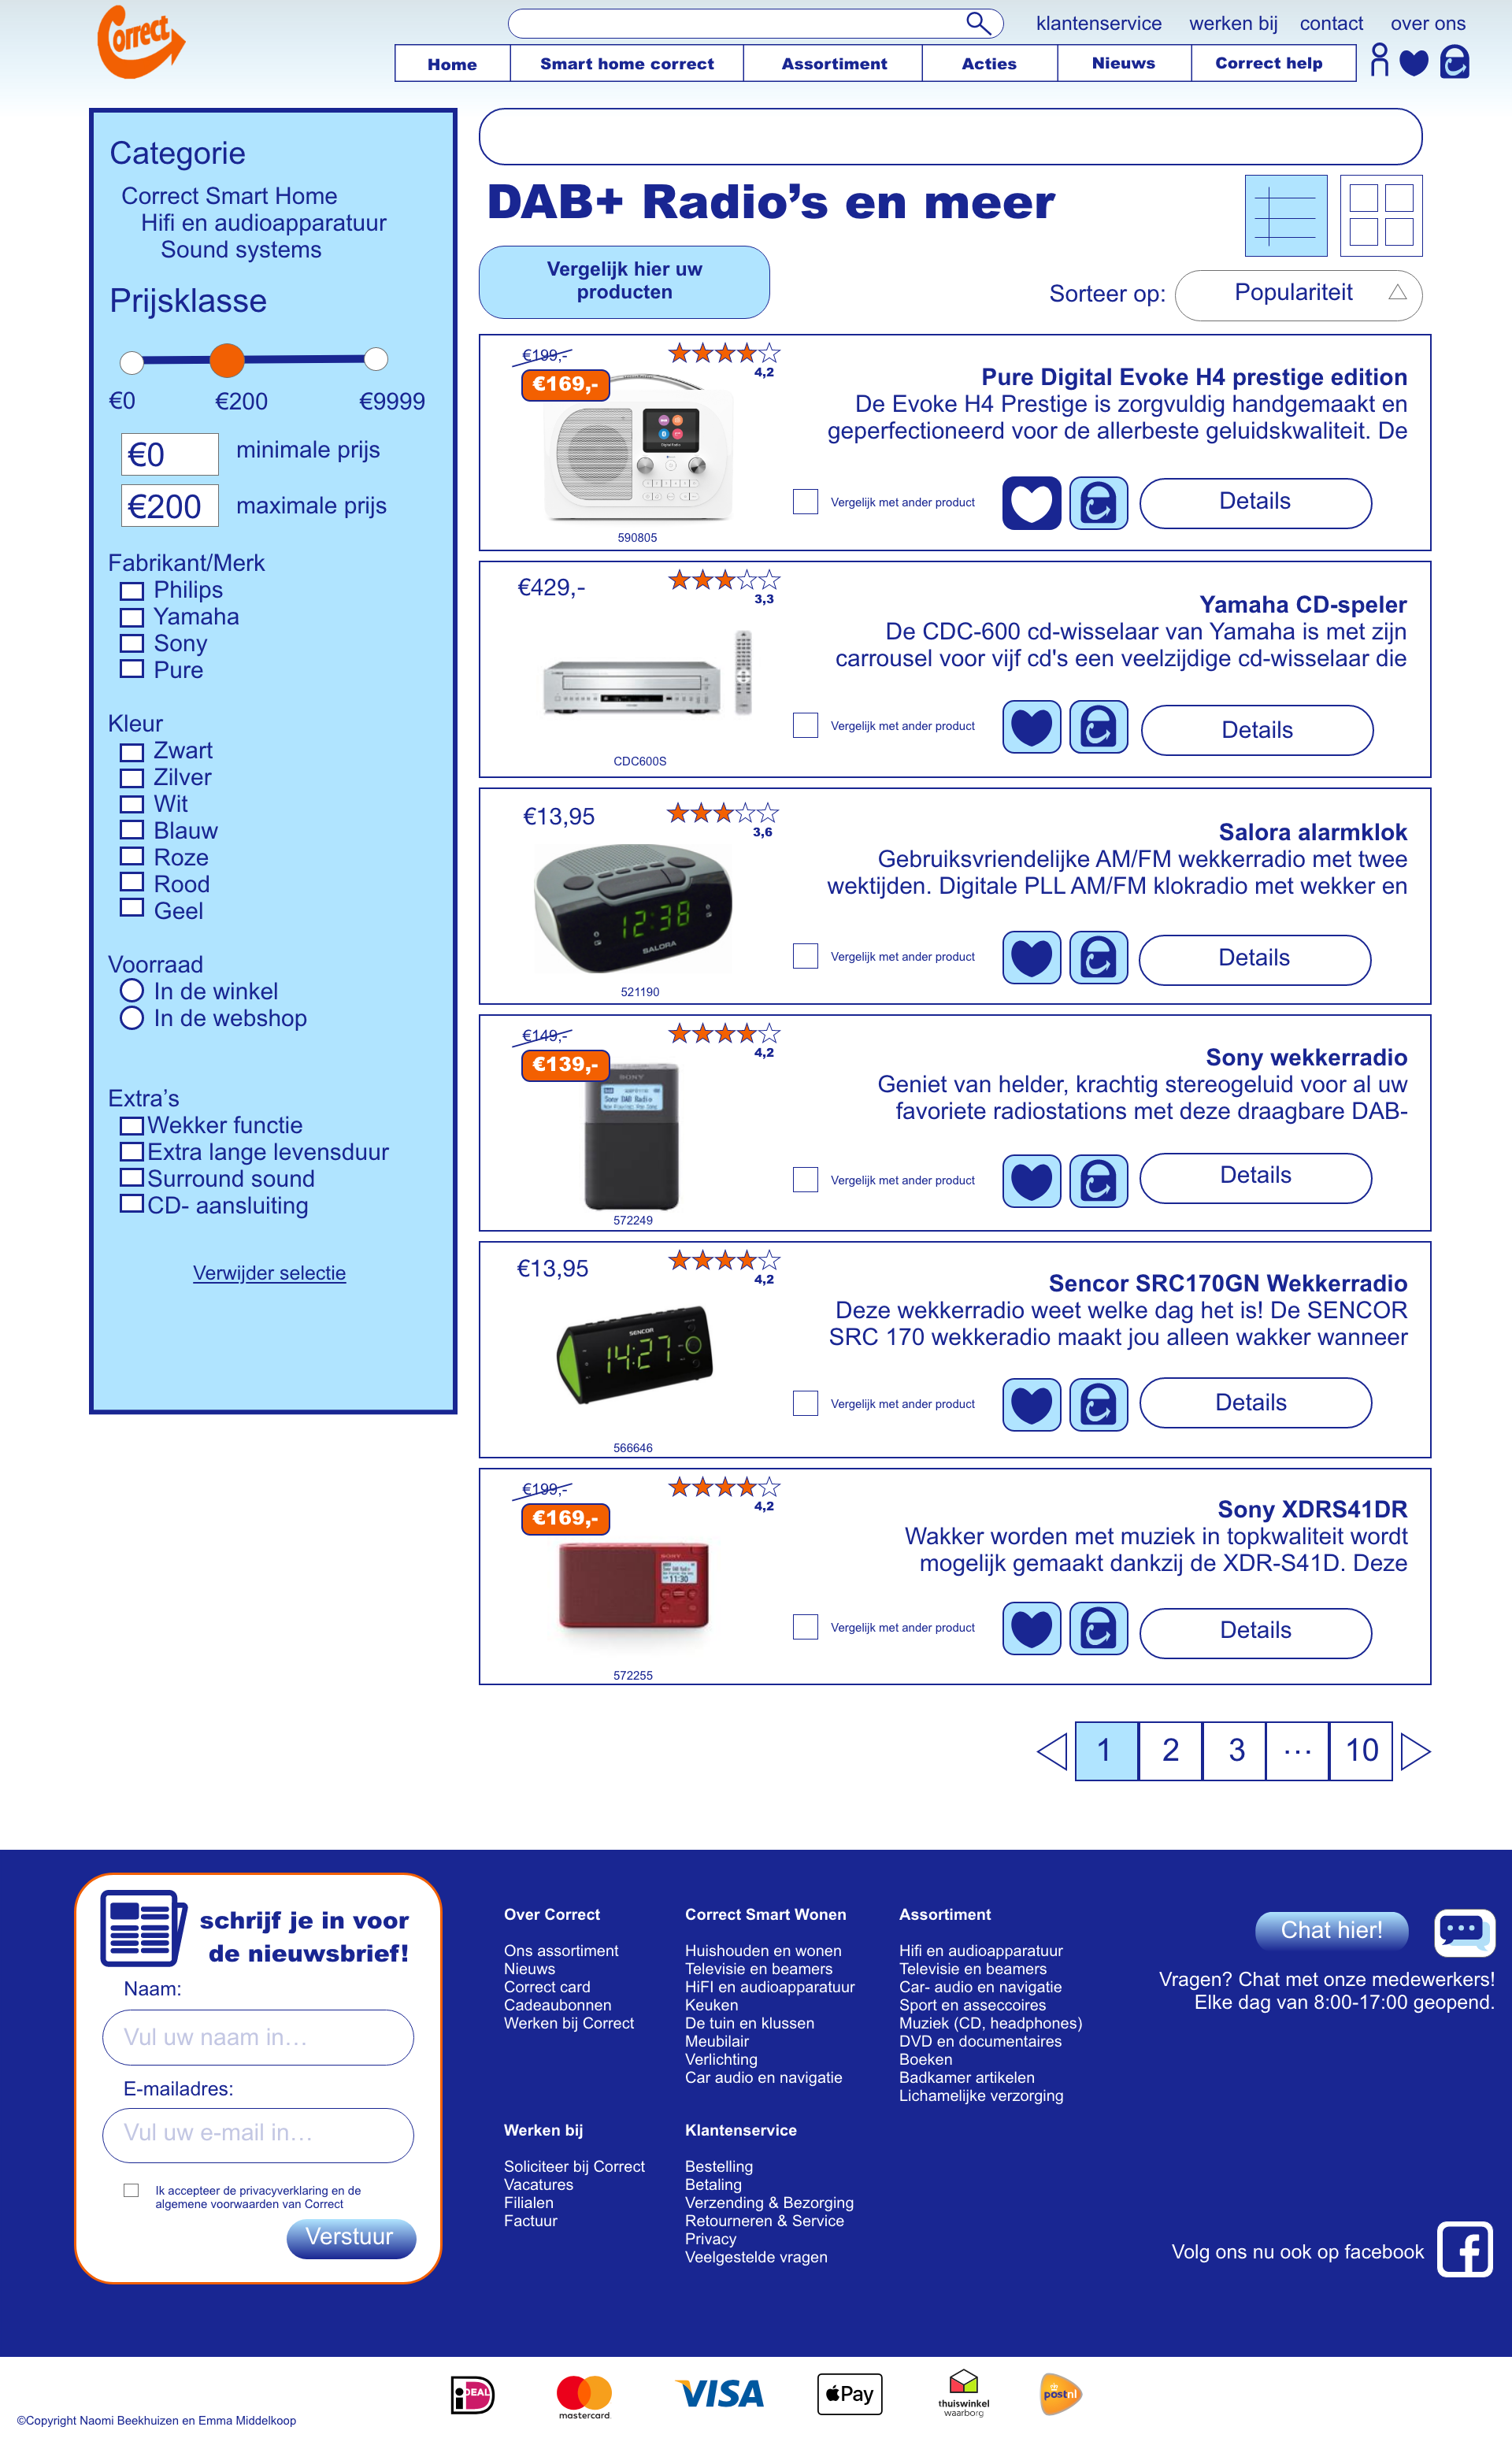 Correct
klantenservice werken bij contact over ons
Home Smart home correct Assortiment Acties Nieuws Correct help
Categorie
Correct Smart Home
Hifi en audioapparatuur
Sound systems
Prijsklasse
€0 €200 €9999
€0 minimale prijs
€200 maximale prijs
Fabrikant/Merk
Philips
Yamaha
Sony
Pure
Kleur
Zwart
Zilver
Wit
Blauw
Roze
Rood
Geel
Voorraad
In de winkel
In de webshop
Extra’s
Wekker functie
Extra lange levensduur
Surround sound
CD- aansluiting
Verwijder selectie
DAB+ Radio’s en meer
Vergelijk hier uw
producten
Sorteer op: Populariteit
€199,-
€169,-
4,2
Pure Digital Evoke H4 prestige edition
De Evoke H4 Prestige is zorgvuldig handgemaakt en
geperfectioneerd voor de allerbeste geluidskwaliteit. De
Vergelijk met ander product
Details
590805
€429,-
3,3
Yamaha CD-speler
De CDC-600 cd-wisselaar van Yamaha is met zijn
carrousel voor vijf cd's een veelzijdige cd-wisselaar die
Vergelijk met ander product
Details
CDC600S
€13,95
3,6
Salora alarmklok
Gebruiksvriendelijke AM/FM wekkerradio met twee
wektijden. Digitale PLL AM/FM klokradio met wekker en
12:38
SALORA
Vergelijk met ander product
Details
521190
€149,-
€139,-
4,2
SONY
Sony DAB Radio
Sony wekkerradio
Geniet van helder, krachtig stereogeluid voor al uw
favoriete radiostations met deze draagbare DAB-
Vergelijk met ander product
Details
572249
€13,95
4,2
Sencor SRC170GN Wekkerradio
Deze wekkerradio weet welke dag het is! De SENCOR
SRC 170 wekkeradio maakt jou alleen wakker wanneer
SENCOR
14:27
Vergelijk met ander product
Details
566646
€199,-
€169,-
4,2
Sony XDRS41DR
Wakker worden met muziek in topkwaliteit wordt
mogelijk gemaakt dankzij de XDR-S41D. Deze
SONY
11:30
Vergelijk met ander product
Details
572255
1 2 3 ... 10
schrijf je in voor
de nieuwsbrief!
Naam:
Vul uw naam in...
E-mailadres:
Vul uw e-mail in...
Ik accepteer de privacyverklaring en de
algemene voorwaarden van Correct
Verstuur
Over Correct
Ons assortiment
Nieuws
Correct card
Cadeaubonnen
Werken bij Correct
Correct Smart Wonen
Huishouden en wonen
Televisie en beamers
HiFI en audioapparatuur
Keuken
De tuin en klussen
Meubilair
Verlichting
Car audio en navigatie
Assortiment
Hifi en audioapparatuur
Televisie en beamers
Car- audio en navigatie
Sport en asseccoires
Muziek (CD, headphones)
DVD en documentaires
Boeken
Badkamer artikelen
Lichamelijke verzorging
Werken bij
Soliciteer bij Correct
Vacatures
Filialen
Factuur
Klantenservice
Bestelling
Betaling
Verzending & Bezorging
Retourneren & Service
Privacy
Veelgestelde vragen
Chat hier!
Vragen? Chat met onze medewerkers!
Elke dag van 8:00-17:00 geopend.
Volg ons nu ook op facebook
iDEAL
mastercard
VISA
Pay
thuiswinkel
waarborg
postnl
©Copyright Naomi Beekhuizen en Emma Middelkoop